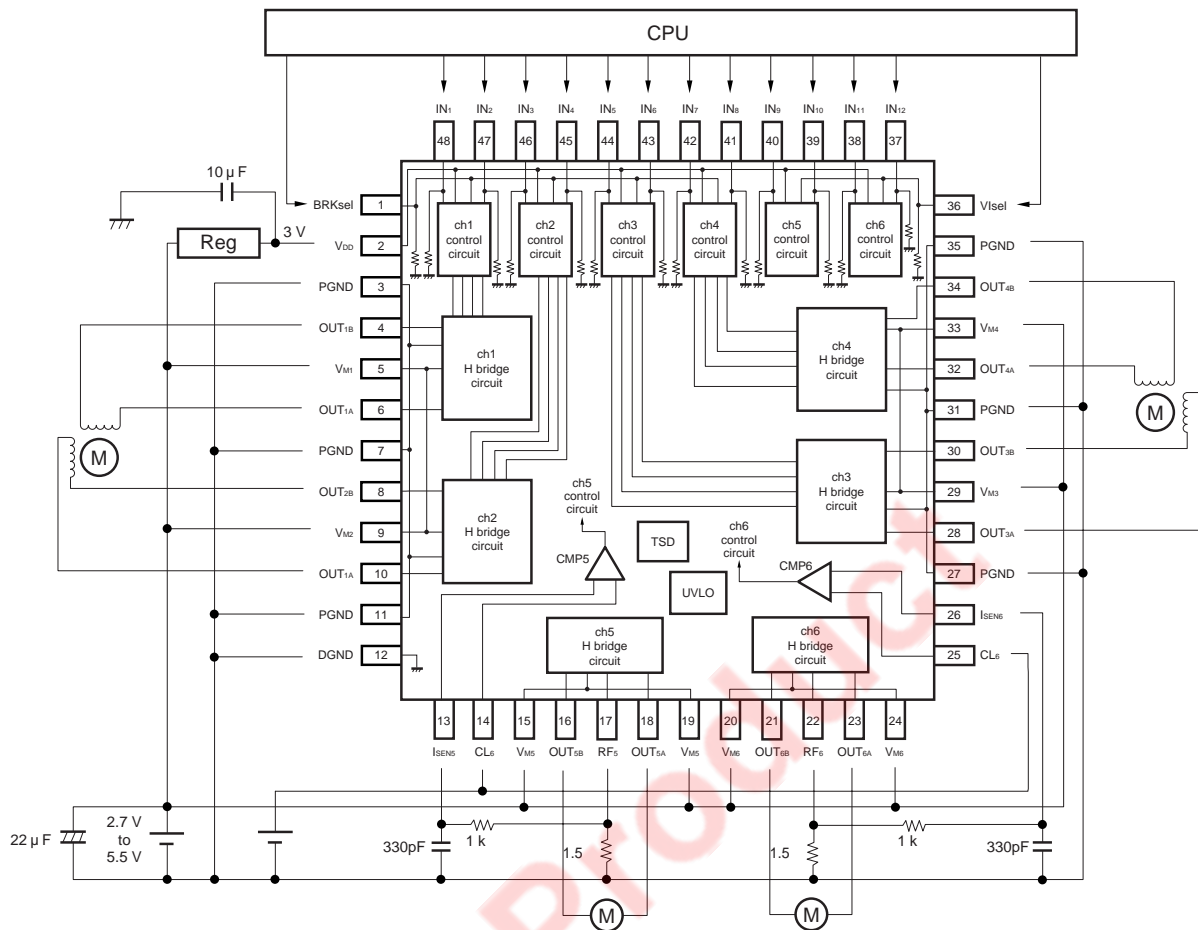 CPU
IN1 IN2 IN3 IN4 IN5 IN6 IN7 IN8 IN9 IN10 IN11 IN12
48 47 46 45 44 43 42 41 40 39 38 37
10 µF
BRKsel 1
36 VIsel
Reg
3 V
VDD 2
35 PGND
ch1
control
circuit
ch2
control
circuit
ch3
control
circuit
ch4
control
circuit
ch5
control
circuit
ch6
control
circuit
PGND 3
34 OUT4B
OUT1B 4
33 VM4
VM1 5
32 OUT4A
OUT1A 6
31 PGND
PGND 7
30 OUT3B
OUT2B 8
29 VM3
VM2 9
28 OUT3A
OUT1A 10
27 PGND
PGND 11
26 ISEN6
DGND 12
25 CL6
ch1
H bridge
circuit
ch4
H bridge
circuit
M
M
ch2
H bridge
circuit
ch3
H bridge
circuit
ch5
control
circuit
CMP5
TSD
UVLO
ch6
control
circuit
CMP6
ch5
H bridge
circuit
ch6
H bridge
circuit
13 14 15 16 17 18 19 20 21 22 23 24
ISEN5 CL6 VM5 OUT5B RF5 OUT5A VM5 VM6 OUT6B RF6 OUT6A VM6
22 µF
2.7 V
to
5.5 V
330pF
1 k
1.5
1.5
1 k
330pF
M
M
Product